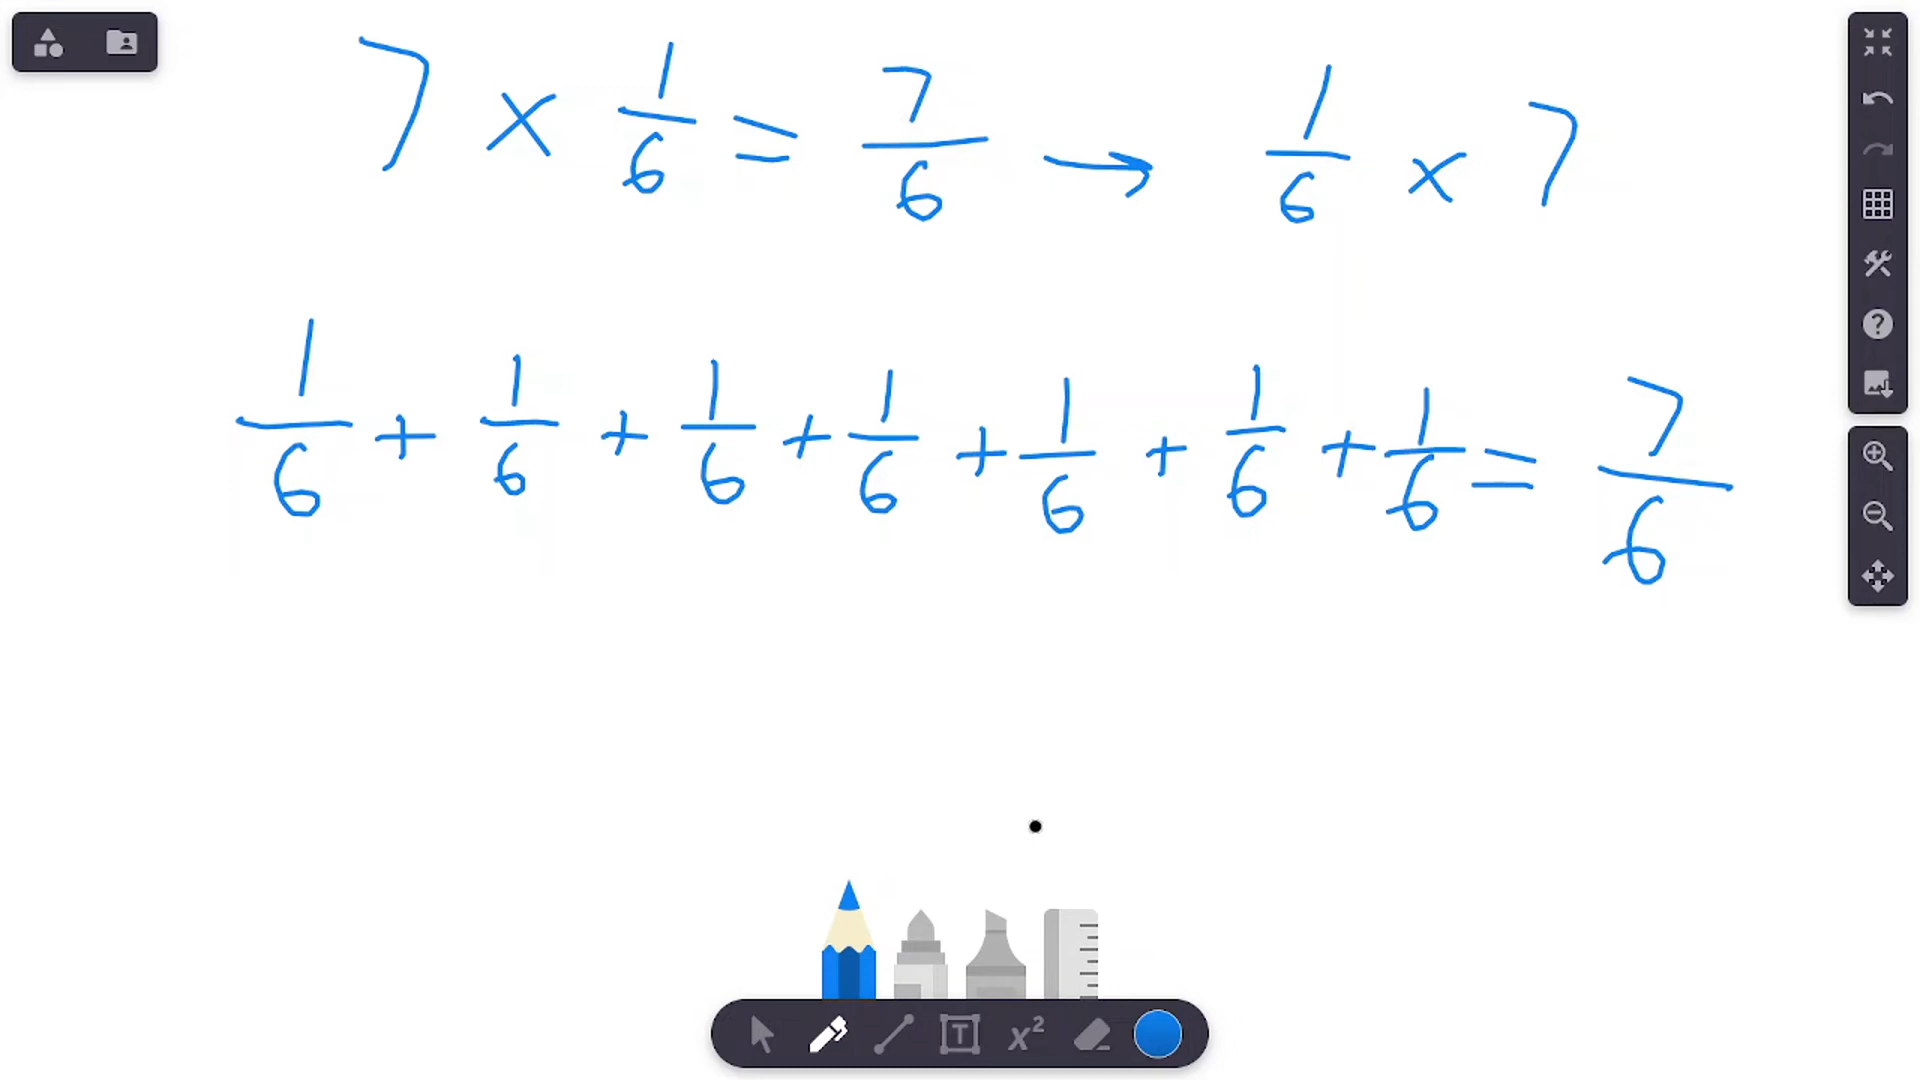 7 × 1/6 = 7/6 → 1/6 × 7
1/6 + 1/6 + 1/6 + 1/6 + 1/6 + 1/6 + 1/6 = 7/6
T x²